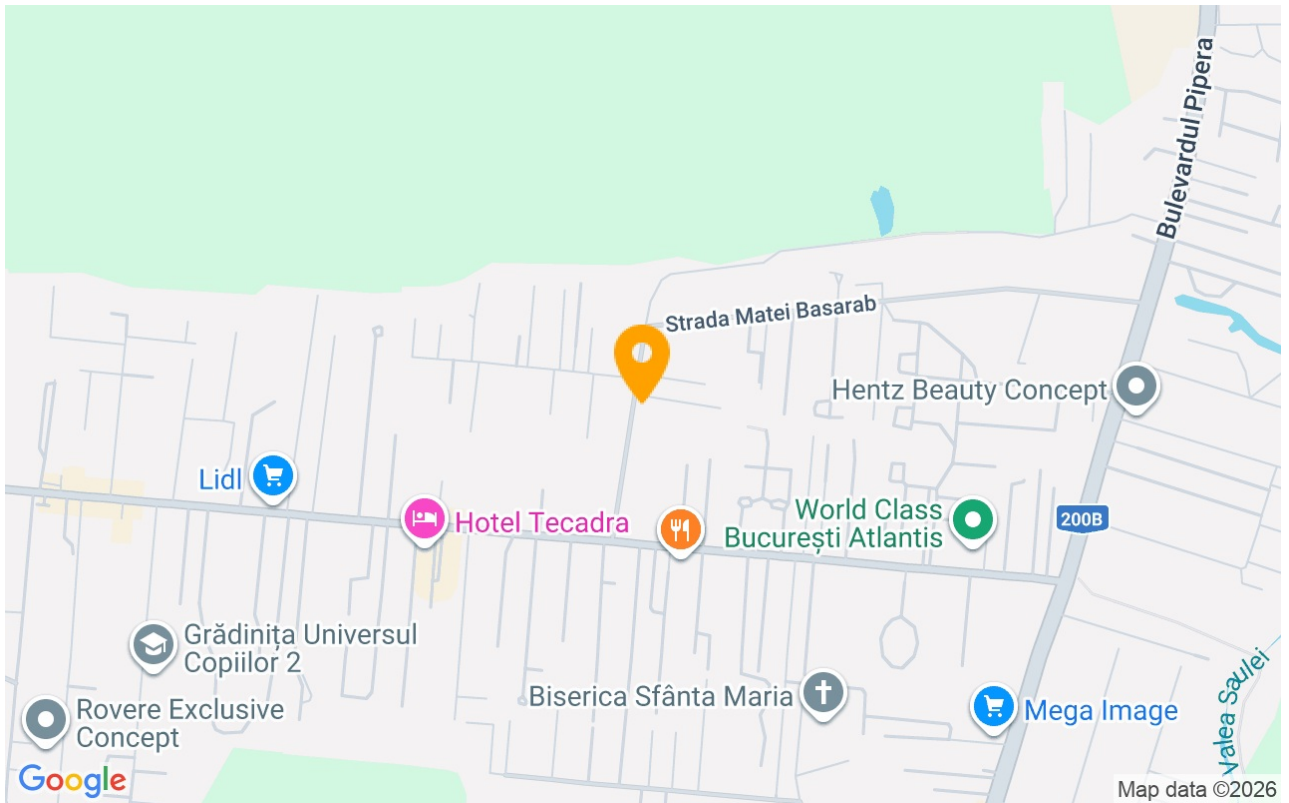 Bulevardul Pipera
Strada Matei Basarab
Hentz Beauty Concept
Lidl
Hotel Tecadra
World Class
București Atlantis
200B
Grădinița Universul
Copiilor 2
Biserica Sfânta Maria
Rovere Exclusive
Concept
Mega Image
Valea Saulei
Google
Map data ©2026